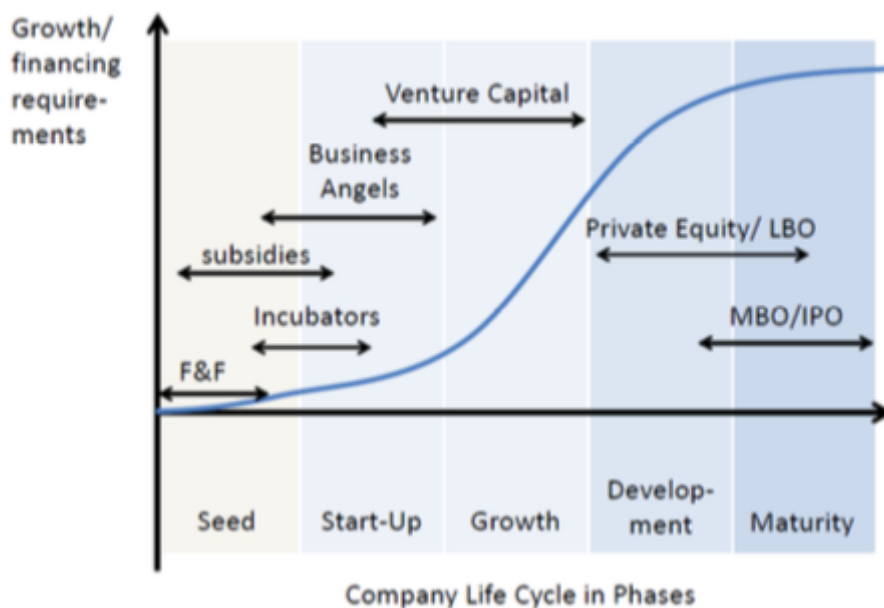 Growth/
financing
require-
ments
Venture Capital
Business
Angels
Private Equity/ LBO
subsidies
Incubators
MBO/IPO
F&F
Seed
Start-Up
Growth
Develop-
ment
Maturity
Company Life Cycle in Phases